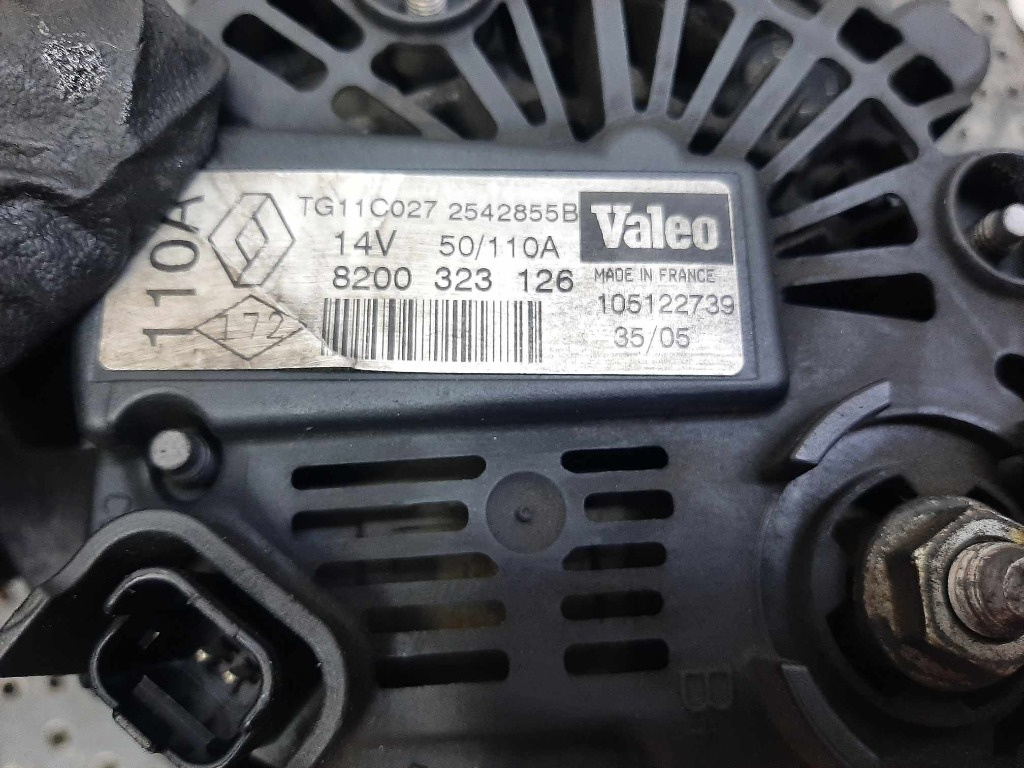 110A
172
TG11C027 2542855B
14V 50/110A
8200 323 126
Valeo
MADE IN FRANCE
105122739
35/05
B